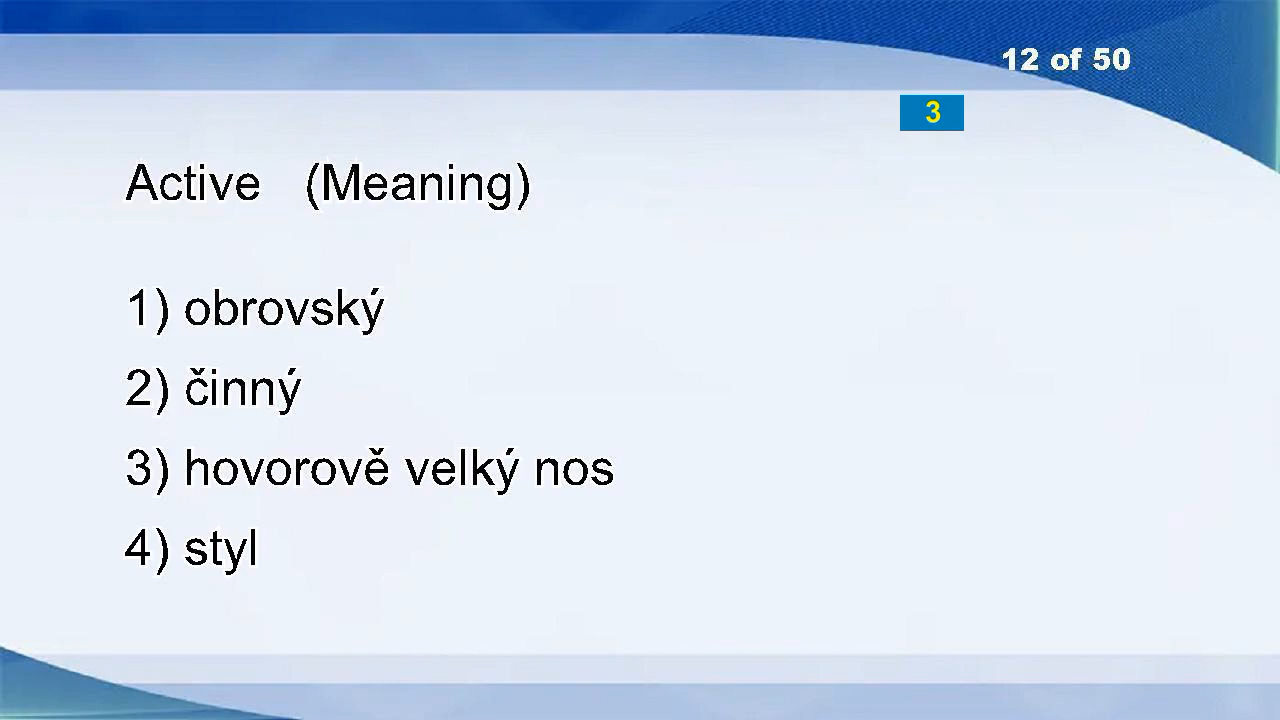 12 of 50
3
Active (Meaning)
1) obrovský
2) činný
3) hovorově velký nos
4) styl